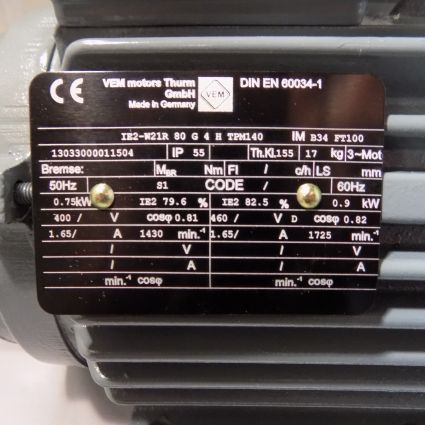 CE VEM motors Thurm GmbH Made in Germany VEM DIN EN 60034-1
IE2-W21R 80 G 4 H TPM140 IM B34 FT100
13033000011504 IP 55 Th.Kl.155 17 kg 3~Mot
Bremse: / MBR Nm FI / c/h LS mm
50Hz S1 CODE / 60Hz
0.75kW IE2 79.6 % IE2 82.5 % 0.9 kW
400 / V cosφ 0.81 460 / V D cosφ 0.82
1.65/ A 1430 min.⁻¹ 1.65/ A 1725 min.⁻¹
/ V / V
/ A / A
min.⁻¹ cosφ min.⁻¹ cosφ